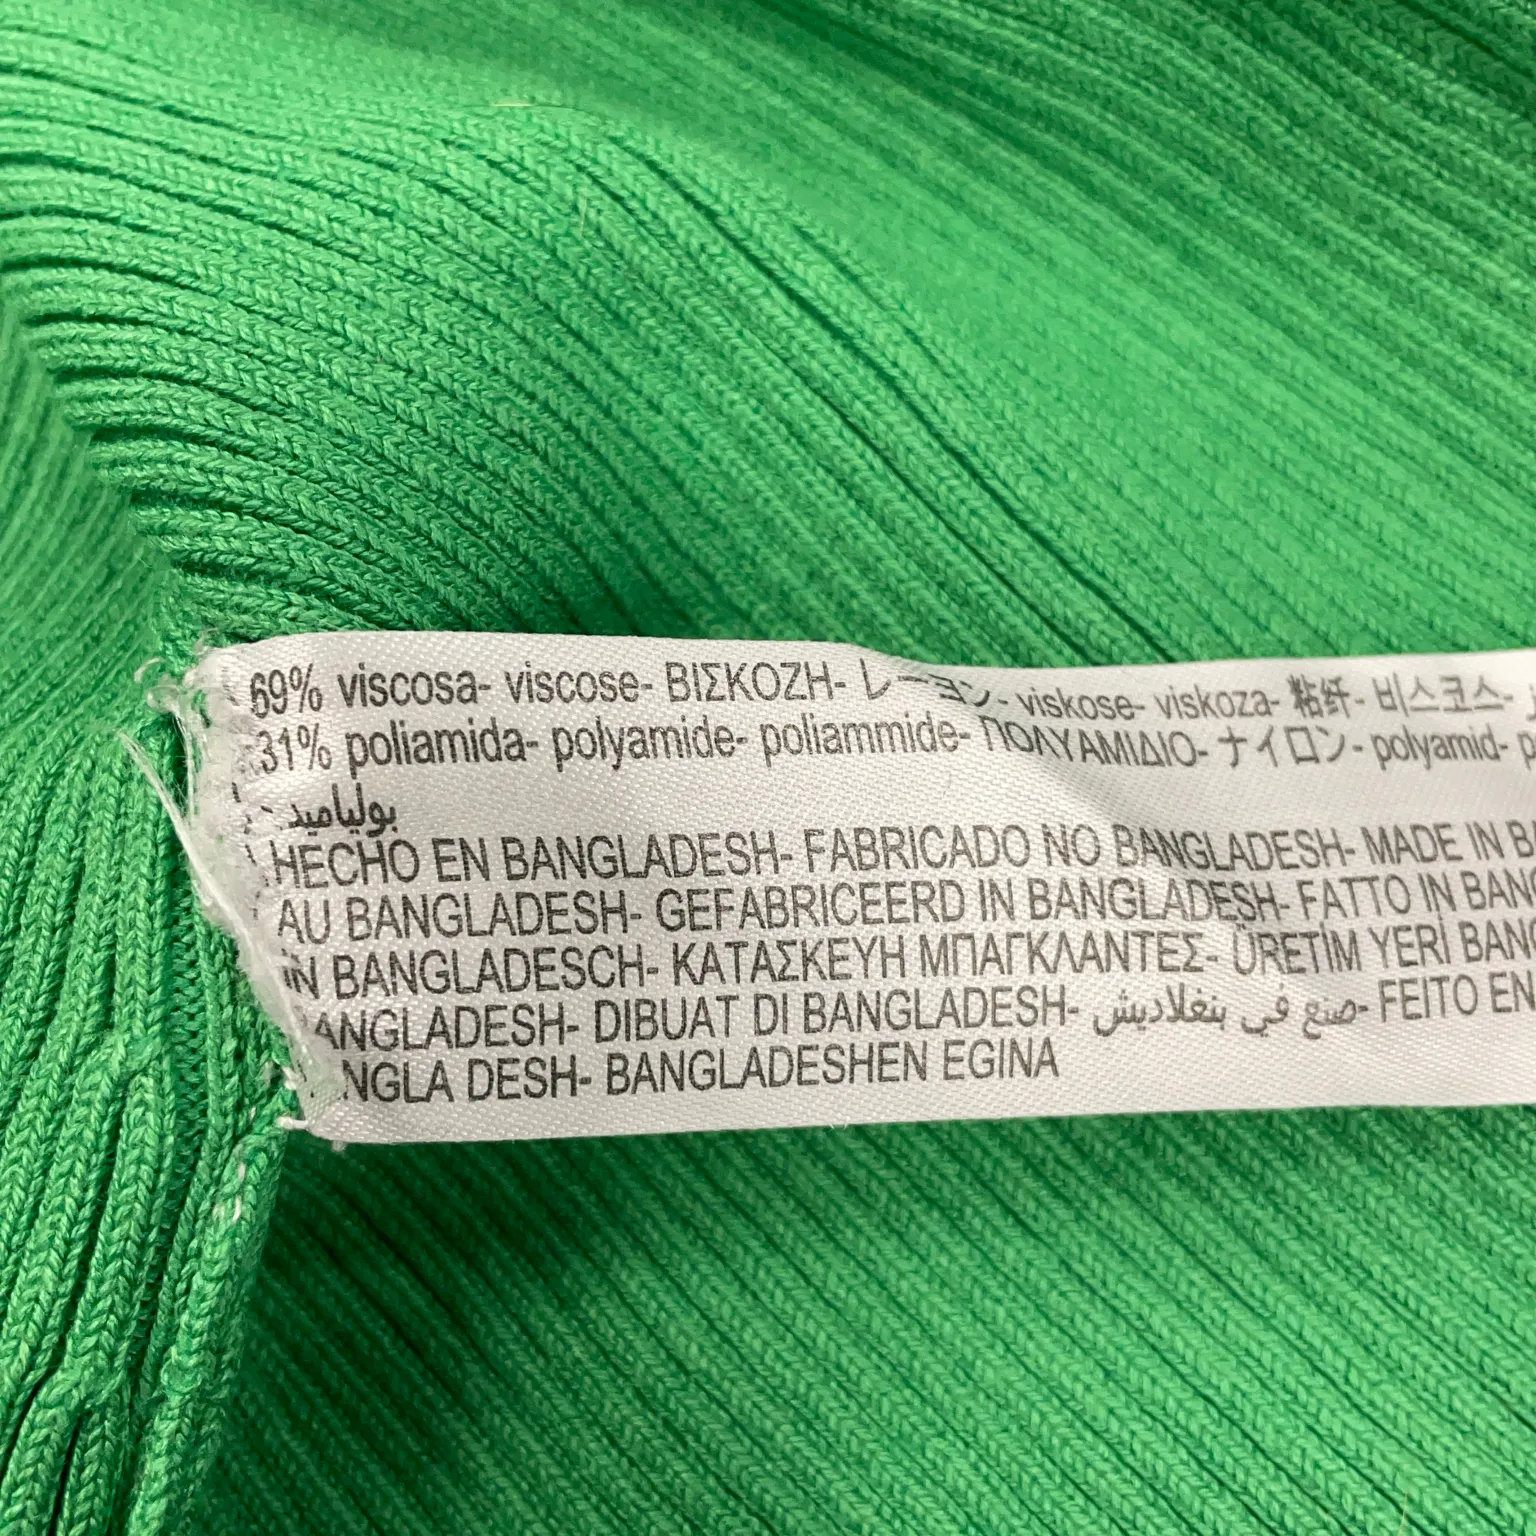 69% viscosa- viscose- ΒΙΣΚΟΖΗ- レーヨン- viskose- viskoza- 粘纤- 비스코스-
31% poliamida- polyamide- poliammide- ΠΟΛΥΑΜΙΔΙΟ- ナイロン- polyamid-
بولياميد
HECHO EN BANGLADESH- FABRICADO NO BANGLADESH- MADE IN
AU BANGLADESH- GEFABRICEERD IN BANGLADESH- FATTO IN
IN BANGLADESCH- ΚΑΤΑΣΚΕΥΗ ΜΠΑΓΚΛΑΝΤΕΣ- ÜRETİM YERİ
ANGLADESH- DIBUAT DI BANGLADESH- صنع في بنغلاديش- FEITO EN
NGLA DESH- BANGLADESHEN EGINA